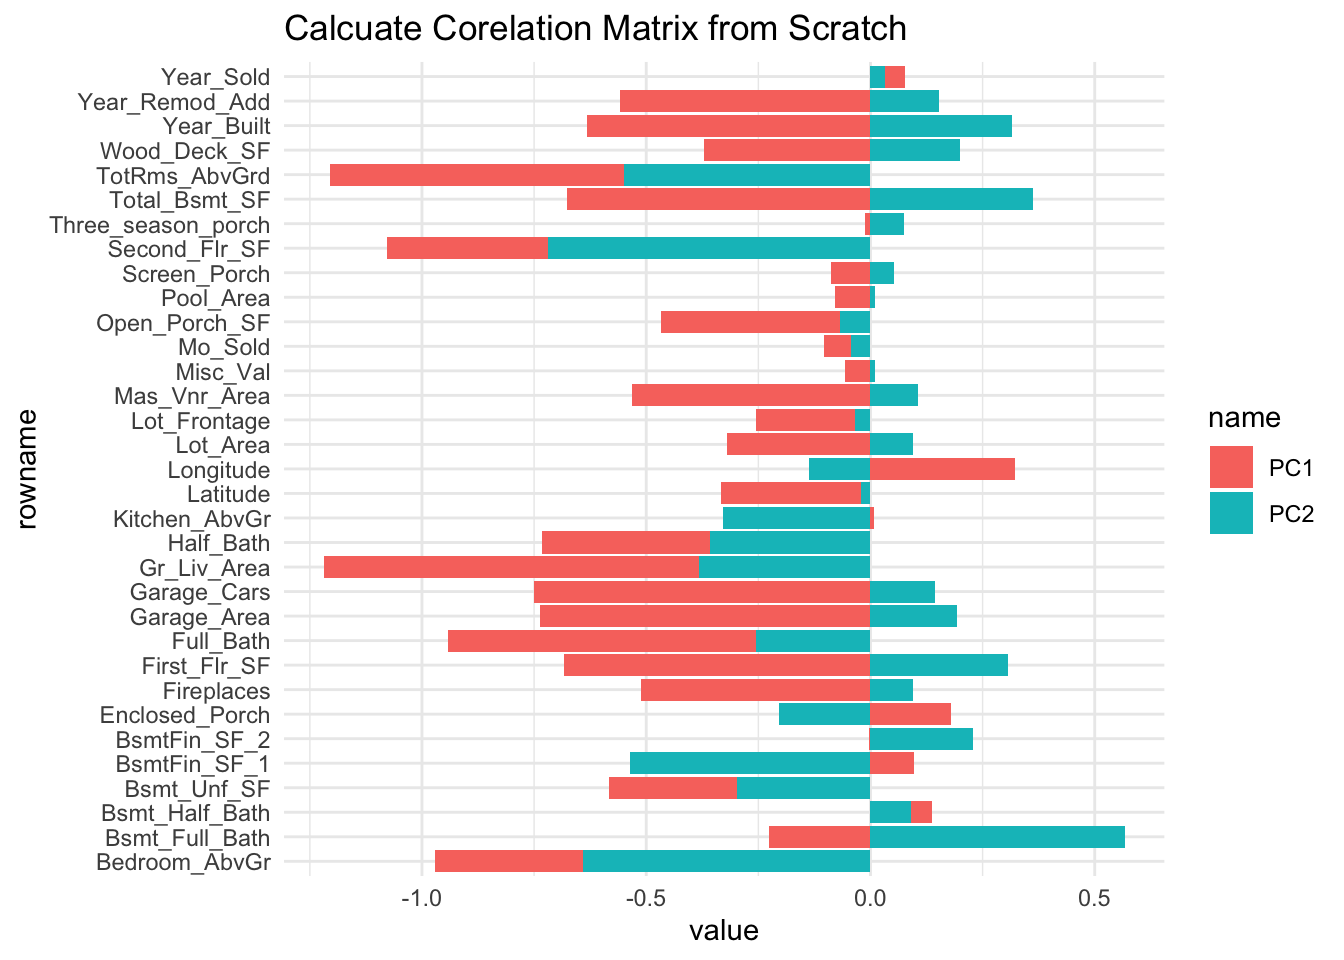 Calcuate Corelation Matrix from Scratch
Year_Sold
Year_Remod_Add
Year_Built
Wood_Deck_SF
TotRms_AbvGrd
Total_Bsmt_SF
Three_season_porch
Second_Flr_SF
Screen_Porch
Pool_Area
Open_Porch_SF
Mo_Sold
Misc_Val
Mas_Vnr_Area
Lot_Frontage
Lot_Area
Longitude
Latitude
Kitchen_AbvGr
Half_Bath
Gr_Liv_Area
Garage_Cars
Garage_Area
Full_Bath
First_Flr_SF
Fireplaces
Enclosed_Porch
BsmtFin_SF_2
BsmtFin_SF_1
Bsmt_Unf_SF
Bsmt_Half_Bath
Bsmt_Full_Bath
Bedroom_AbvGr
rowname
-1.0 -0.5 0.0 0.5
value
name
PC1
PC2